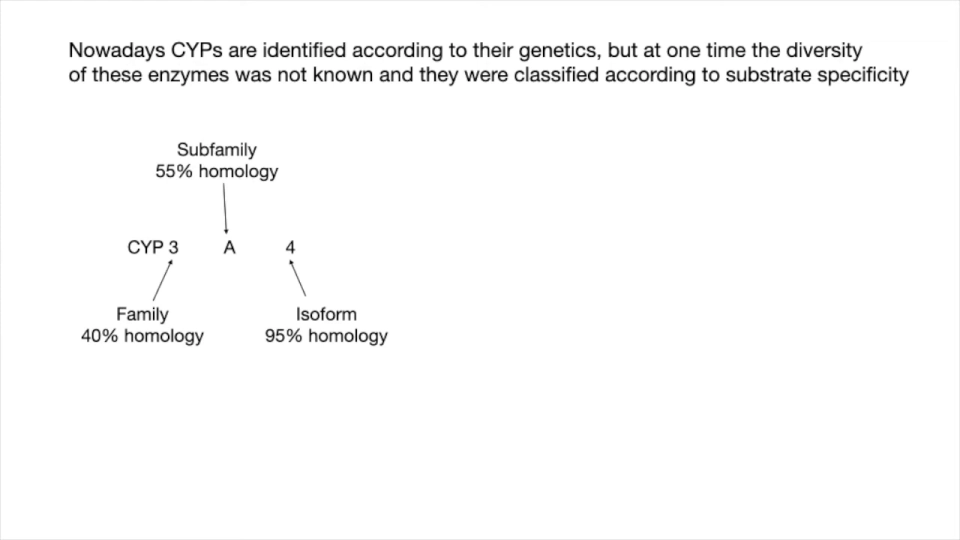 Nowadays CYPs are identified according to their genetics, but at one time the diversity
of these enzymes was not known and they were classified according to substrate specificity
Subfamily
55% homology
CYP 3 A 4
Family
40% homology
Isoform
95% homology